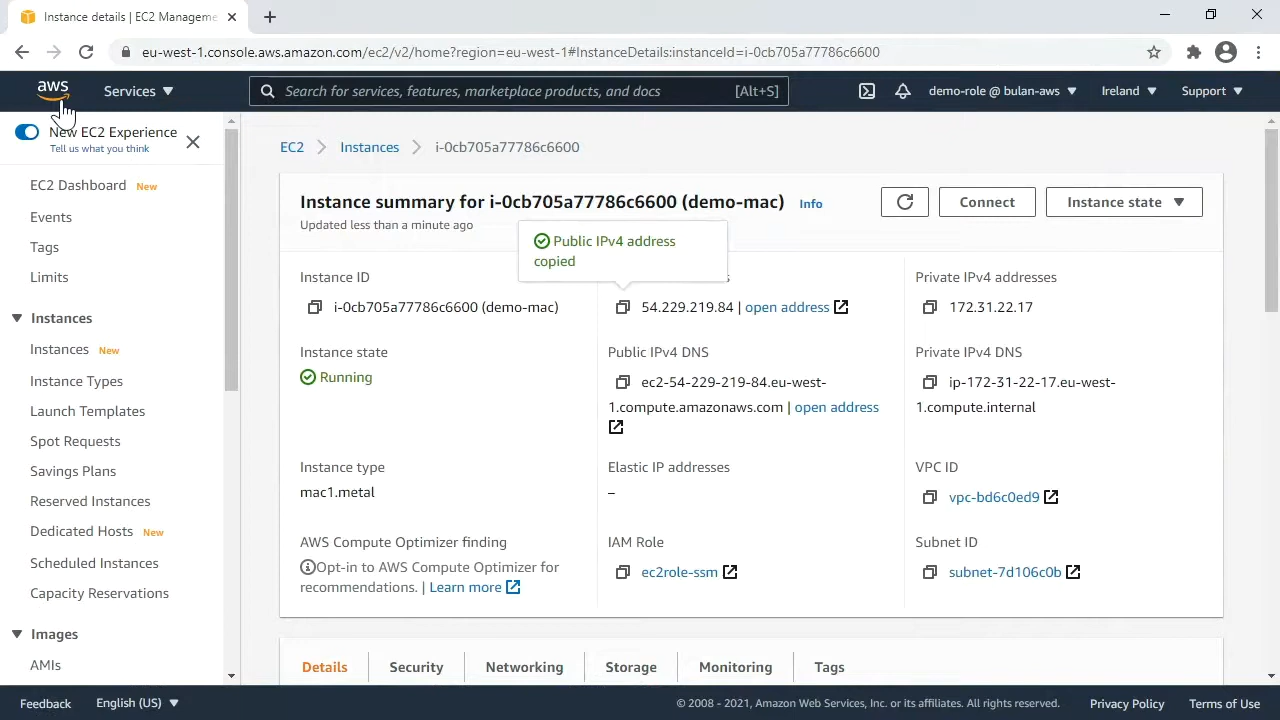 Instance details | EC2 Manageme
eu-west-1.console.aws.amazon.com/ec2/v2/home?region=eu-west-1#InstanceDetails:instanceId=i-0cb705a77786c6600
aws
Services
Search for services, features, marketplace products, and docs
[Alt+S]
demo-role @ bulan-aws
Ireland
Support
New EC2 Experience
Tell us what you think
EC2 Dashboard New
Events
Tags
Limits
Instances
Instances New
Instance Types
Launch Templates
Spot Requests
Savings Plans
Reserved Instances
Dedicated Hosts New
Scheduled Instances
Capacity Reservations
Images
AMIs
EC2
Instances
i-0cb705a77786c6600
Instance summary for i-0cb705a77786c6600 (demo-mac) Info
Updated less than a minute ago
Connect
Instance state
Public IPv4 address
copied
Instance ID
i-0cb705a77786c6600 (demo-mac)
s
54.229.219.84 | open address
Private IPv4 addresses
172.31.22.17
Instance state
Running
Public IPv4 DNS
ec2-54-229-219-84.eu-west-
1.compute.amazonaws.com | open address
Private IPv4 DNS
ip-172-31-22-17.eu-west-
1.compute.internal
Instance type
mac1.metal
Elastic IP addresses
–
VPC ID
vpc-bd6c0ed9
AWS Compute Optimizer finding
Opt-in to AWS Compute Optimizer for
recommendations. | Learn more
IAM Role
ec2role-ssm
Subnet ID
subnet-7d106c0b
Details
Security
Networking
Storage
Monitoring
Tags
Feedback
English (US)
© 2008 - 2021, Amazon Web Services, Inc. or its affiliates. All rights reserved.
Privacy Policy
Terms of Use